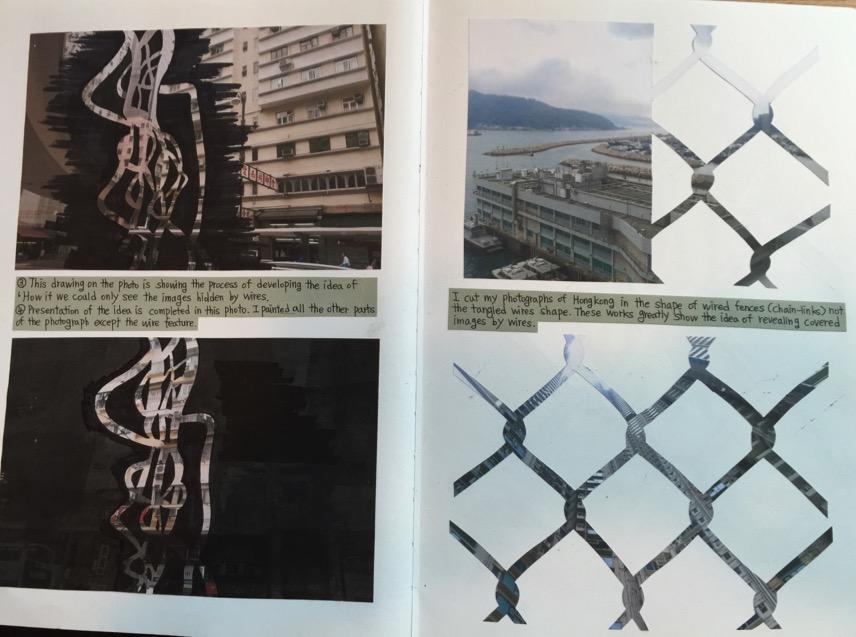 ③ This drawing on the photo is showing the process of developing the idea of
'How if we could only see the images hidden by wires.
④ Presentation of the idea is completed in this photo. I painted all the other parts
of the photograph except the wire feature.
I cut my photographs of Hongkong in the shape of wired fences (chain-links) not
the tangled wires shape. These works greatly show the idea of revealing covered
images by wires.